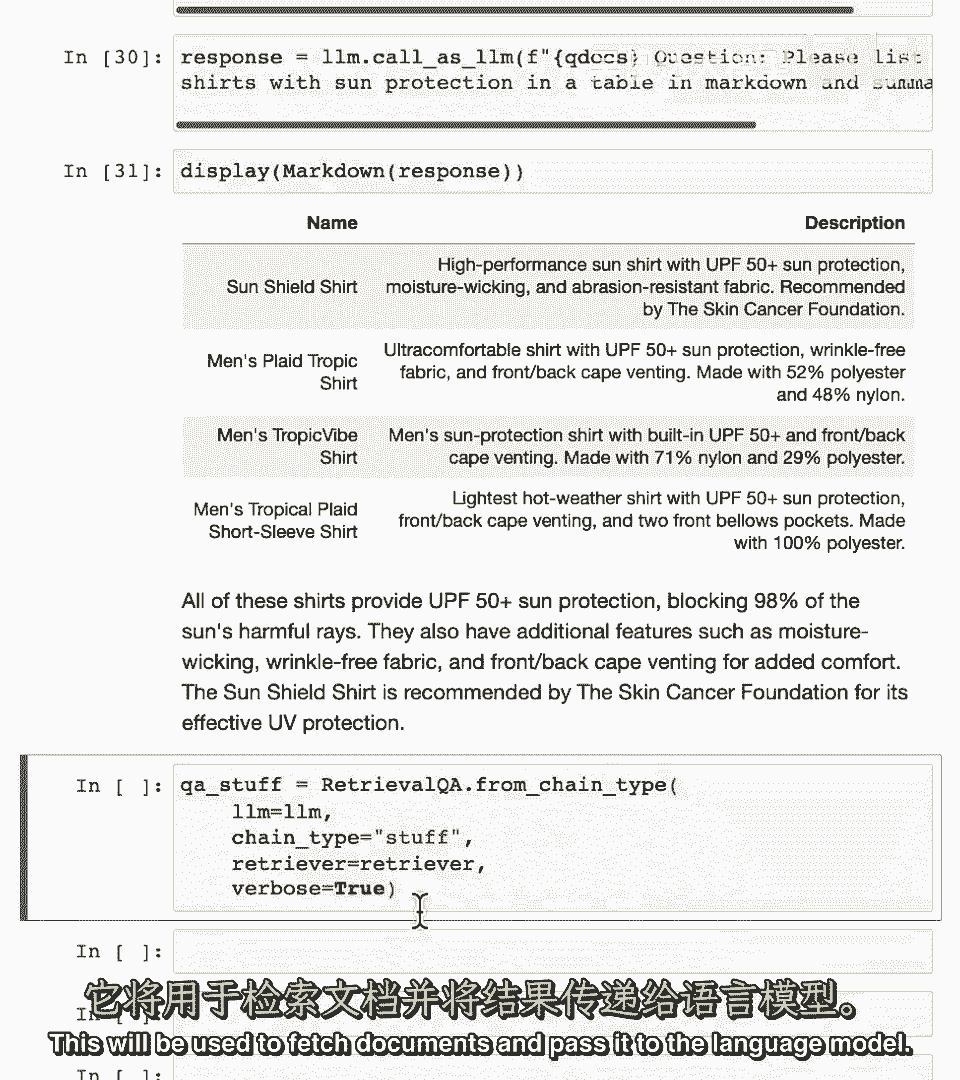 In [30]: response = llm.call_as_llm(f"{qdocs} Question: Please list
shirts with sun protection in a table in markdown and summa
In [31]: display(Markdown(response))
Name Description
Sun Shield Shirt High-performance sun shirt with UPF 50+ sun protection,
moisture-wicking, and abrasion-resistant fabric. Recommended
by The Skin Cancer Foundation.
Men's Plaid Tropic
Shirt
Ultracomfortable shirt with UPF 50+ sun protection, wrinkle-free
fabric, and front/back cape venting. Made with 52% polyester
and 48% nylon.
Men's TropicVibe
Shirt
Men's sun-protection shirt with built-in UPF 50+ and front/back
cape venting. Made with 71% nylon and 29% polyester.
Men's Tropical Plaid
Short-Sleeve Shirt
Lightest hot-weather shirt with UPF 50+ sun protection,
front/back cape venting, and two front bellows pockets. Made
with 100% polyester.
All of these shirts provide UPF 50+ sun protection, blocking 98% of the
sun's harmful rays. They also have additional features such as moisture-
wicking, wrinkle-free fabric, and front/back cape venting for added comfort.
The Sun Shield Shirt is recommended by The Skin Cancer Foundation for its
effective UV protection.
In [ ]: qa_stuff = RetrievalQA.from_chain_type(
llm=llm,
chain_type="stuff",
retriever=retriever,
verbose=True)
In [ ]:
它将用于检索文档并将结果传递给语言模型。
In [ ]:
This will be used to fetch documents and pass it to the language model.
In [ ]: